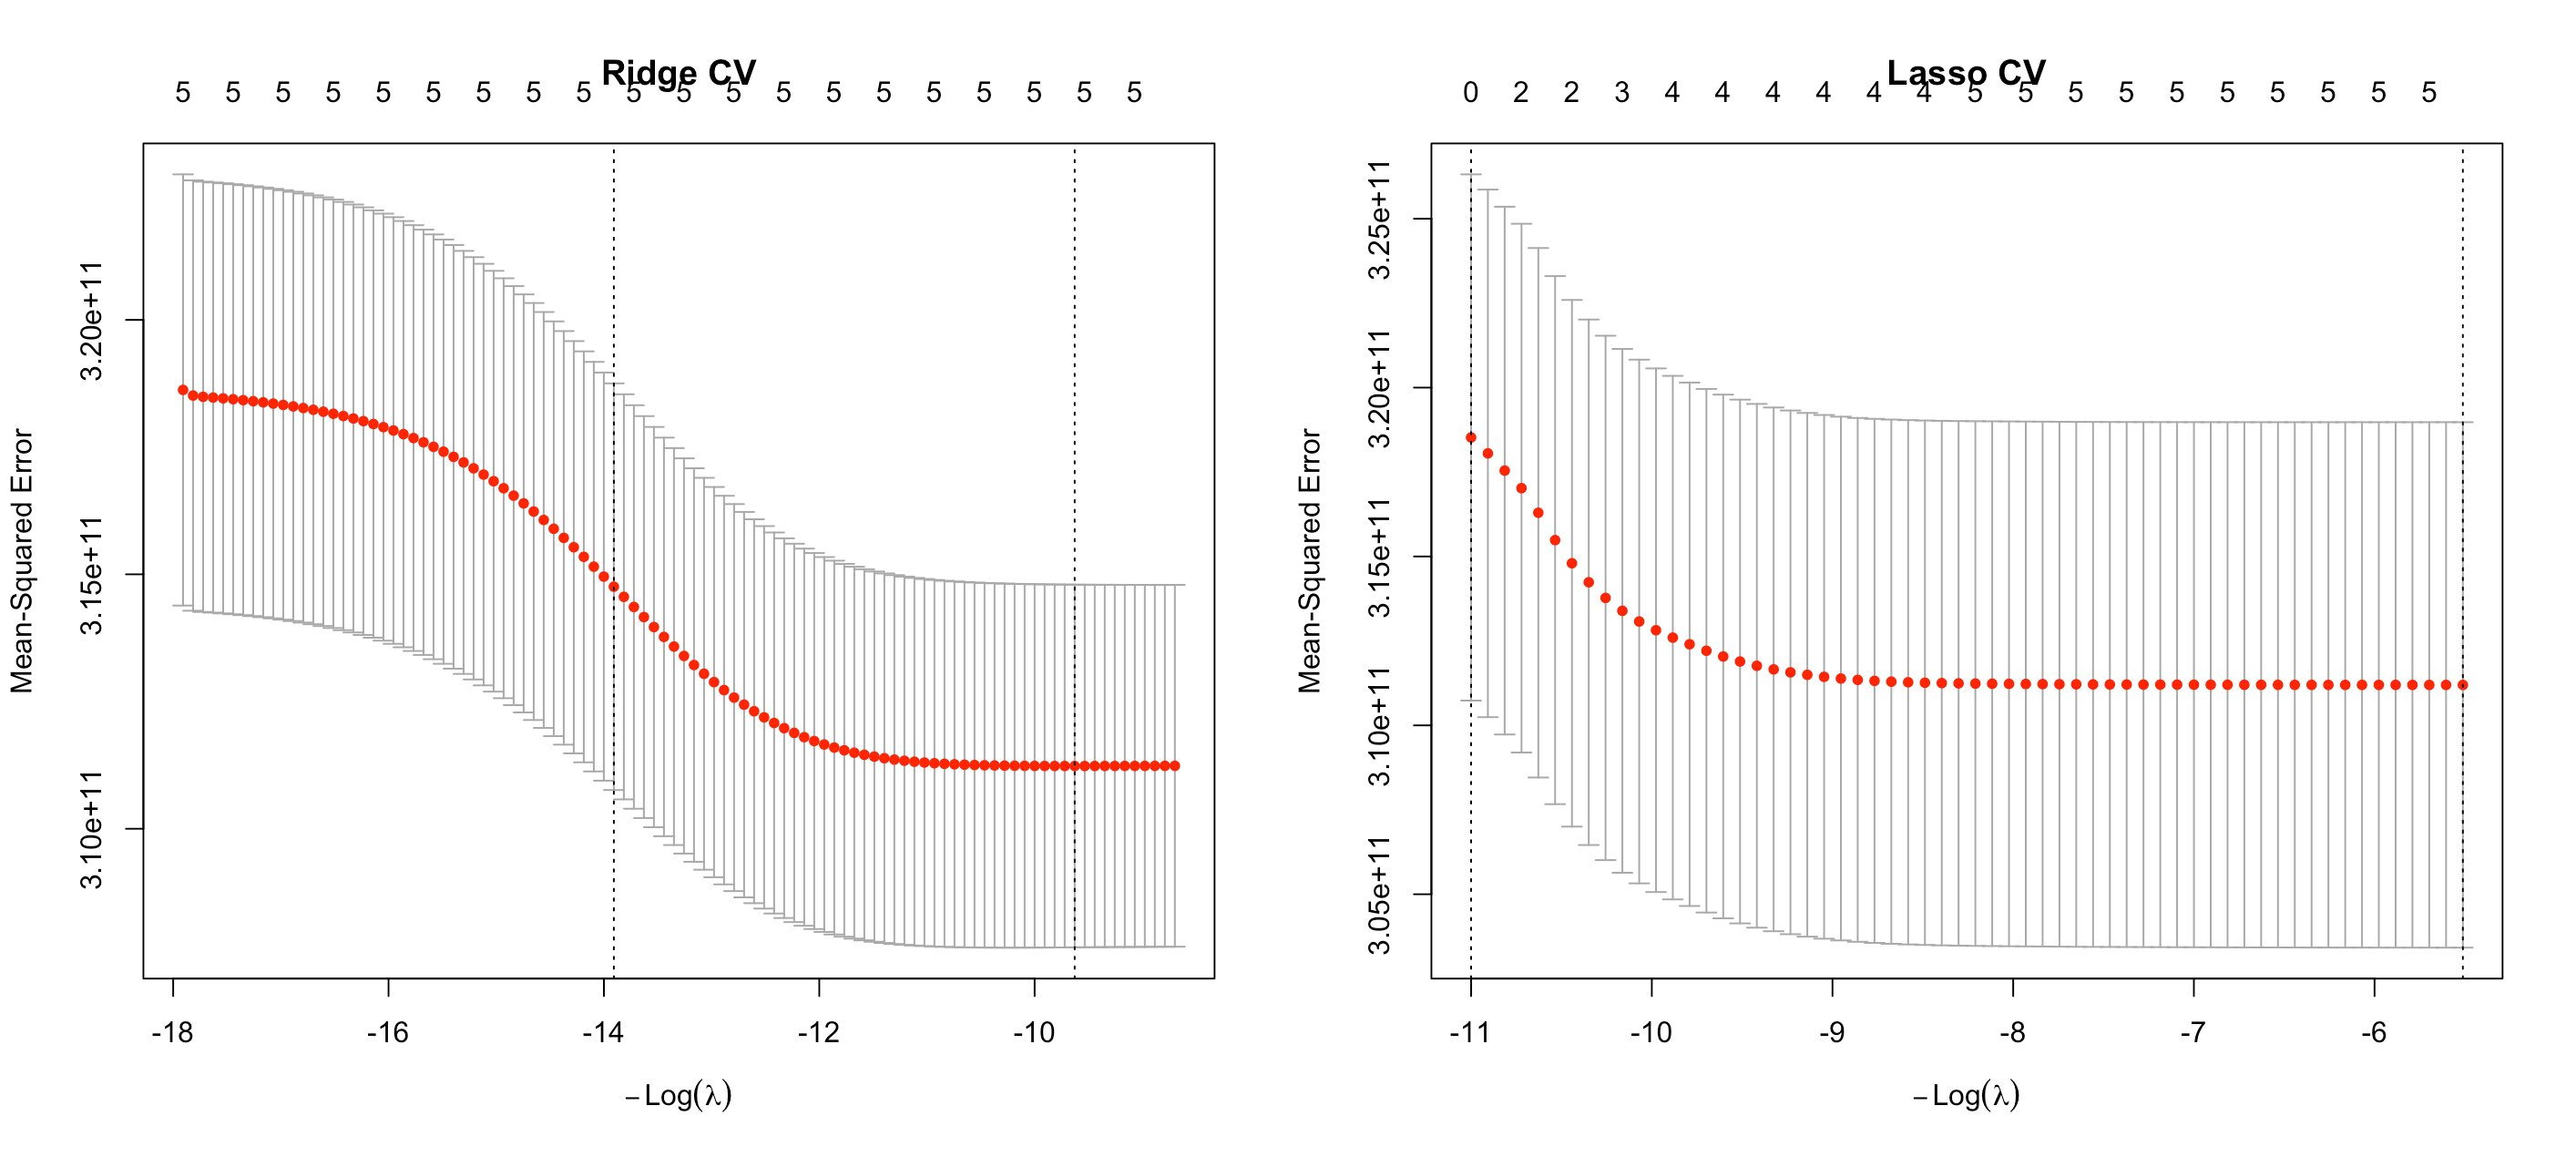 Ridge CV
5 5 5 5 5 5 5 5 5 5 5 5 5 5 5 5 5 5 5 5
Mean-Squared Error
3.20e+11
3.15e+11
3.10e+11
-18 -16 -14 -12 -10
−Log(λ)
Lasso CV
0 2 2 3 4 4 4 4 4 4 5 5 5 5 5 5 5 5 5 5
Mean-Squared Error
3.25e+11
3.20e+11
3.15e+11
3.10e+11
3.05e+11
-11 -10 -9 -8 -7 -6
−Log(λ)